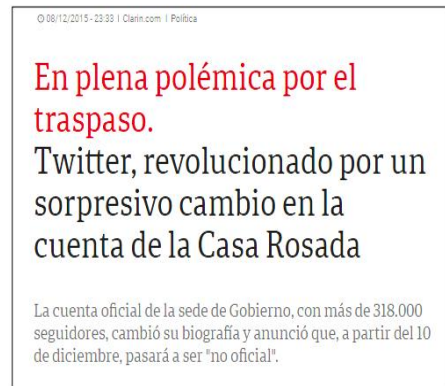 08/12/2015 - 23:33 | Clarin.com | Política
En plena polémica por el
traspaso.
Twitter, revolucionado por un
sorpresivo cambio en la
cuenta de la Casa Rosada
La cuenta oficial de la sede de Gobierno, con más de 318.000
seguidores, cambió su biografía y anunció que, a partir del 10
de diciembre, pasará a ser "no oficial".